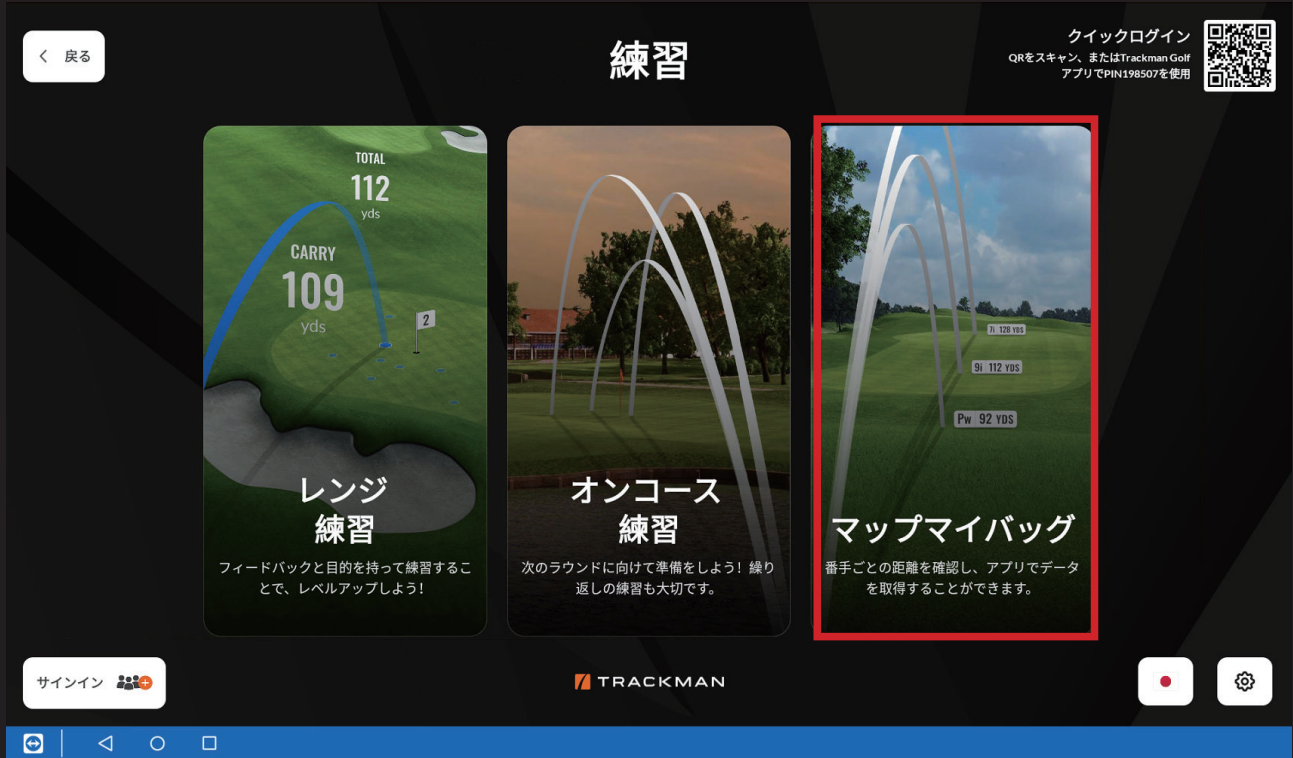 戻る
練習
クイックログイン
QRをスキャン、またはTrackman Golf
アプリでPIN198507を使用
TOTAL
112
yds
CARRY
109
yds
2
レンジ
練習
フィードバックと目的を持って練習するこ
とで、レベルアップしよう!
オンコース
練習
次のラウンドに向けて準備をしよう! 繰り
返しの練習も大切です。
7i 128 YDS
9i 112 YDS
Pw 92 YDS
マップマイバッグ
番手ごとの距離を確認し、アプリでデータ
を取得することができます。
サインイン
TRACKMAN